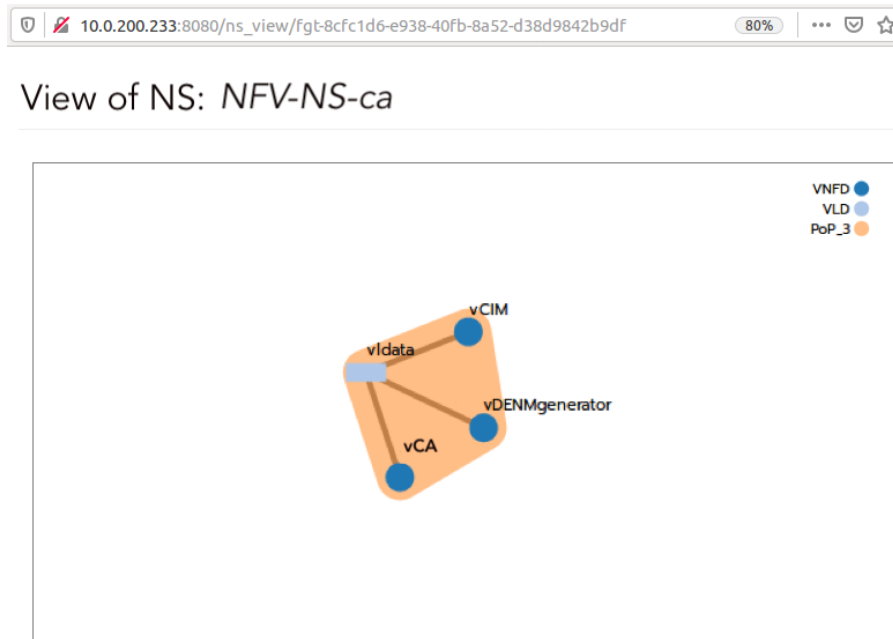 10.0.200.233:8080/ns_view/fgt-8cfc1d6-e938-40fb-8a52-d38d9842b9df 80%
View of NS: NFV-NS-ca
VNFD
VLD
PoP_3
vCIM
vldata
vDENMgenerator
vCA